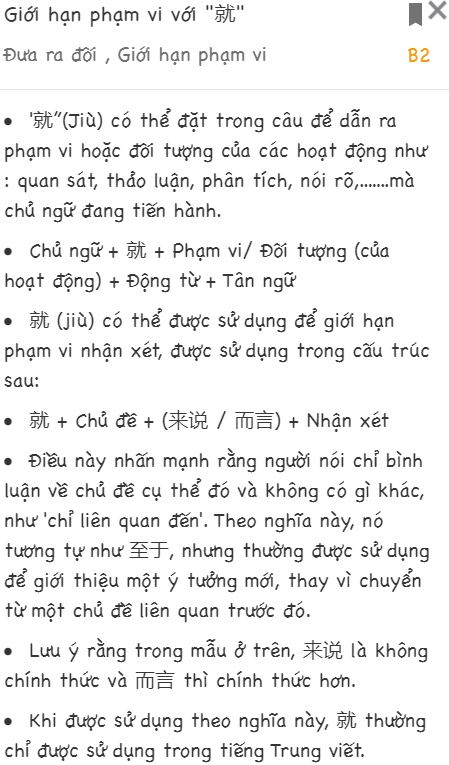 Giới hạn phạm vi với "就"
Đưa ra đối , Giới hạn phạm vi
B2
• '就”(Jiù) có thể đặt trong câu để dẫn ra
phạm vi hoặc đối tượng của các hoạt động như
: quan sát, thảo luận, phân tích, nói rõ,.......mà
chủ ngữ đang tiến hành.
• Chủ ngữ + 就 + Phạm vi/ Đối tượng (của
hoạt động) + Động từ + Tân ngữ
• 就 (jiù) có thể được sử dụng để giới hạn
phạm vi nhận xét, được sử dụng trong cấu trúc
sau:
• 就 + Chủ đề + (来说 / 而言) + Nhận xét
• Điều này nhấn mạnh rằng người nói chỉ bình
luận về chủ đề cụ thể đó và không có gì khác,
như 'chỉ liên quan đến'. Theo nghĩa này, nó
tương tự như 至于, nhưng thường được sử dụng
để giới thiệu một ý tưởng mới, thay vì chuyển
từ một chủ đề liên quan trước đó.
• Lưu ý rằng trong mẫu ở trên, 来说 là không
chính thức và 而言 thì chính thức hơn.
• Khi được sử dụng theo nghĩa này, 就 thường
chỉ được sử dụng trong tiếng Trung viết.